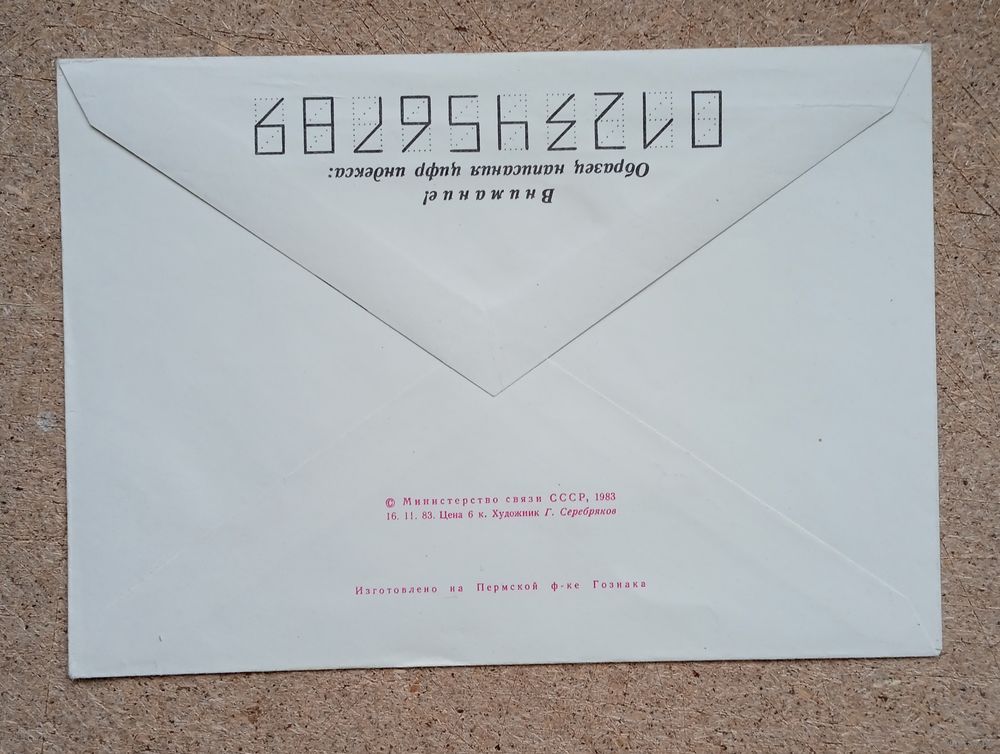 Внимание!
Образец написания цифр индекса:
0123456789
© Министерство связи СССР, 1983
16. 11. 83. Цена 6 к. Художник Г. Серебряков
Изготовлено на Пермской ф-ке Гознака